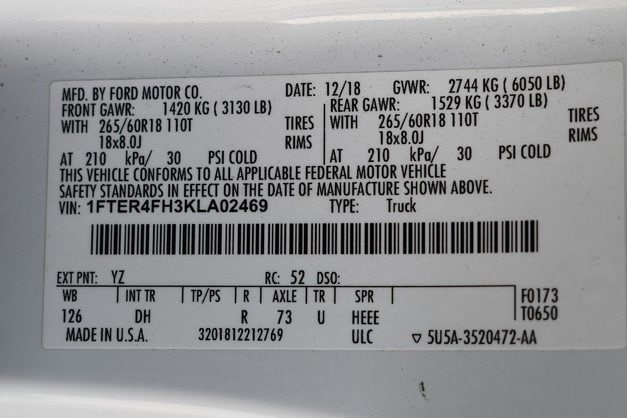 MFD. BY FORD MOTOR CO. DATE: 12/18 GVWR: 2744 KG ( 6050 LB)
FRONT GAWR: 1420 KG ( 3130 LB) REAR GAWR: 1529 KG ( 3370 LB)
WITH 265/60R18 110T TIRES WITH 265/60R18 110T TIRES
18x8.0J RIMS 18x8.0J RIMS
AT 210 kPa/ 30 PSI COLD AT 210 kPa/ 30 PSI COLD
THIS VEHICLE CONFORMS TO ALL APPLICABLE FEDERAL MOTOR VEHICLE
SAFETY STANDARDS IN EFFECT ON THE DATE OF MANUFACTURE SHOWN ABOVE.
VIN: 1FTER4FH3KLA02469 TYPE: Truck
EXT PNT: YZ RC: 52 DSO:
WB INT TR TP/PS R AXLE TR SPR F0173
126 DH R 73 U HEEE T0650
MADE IN U.S.A. 3201812212769 ULC 5U5A-3520472-AA